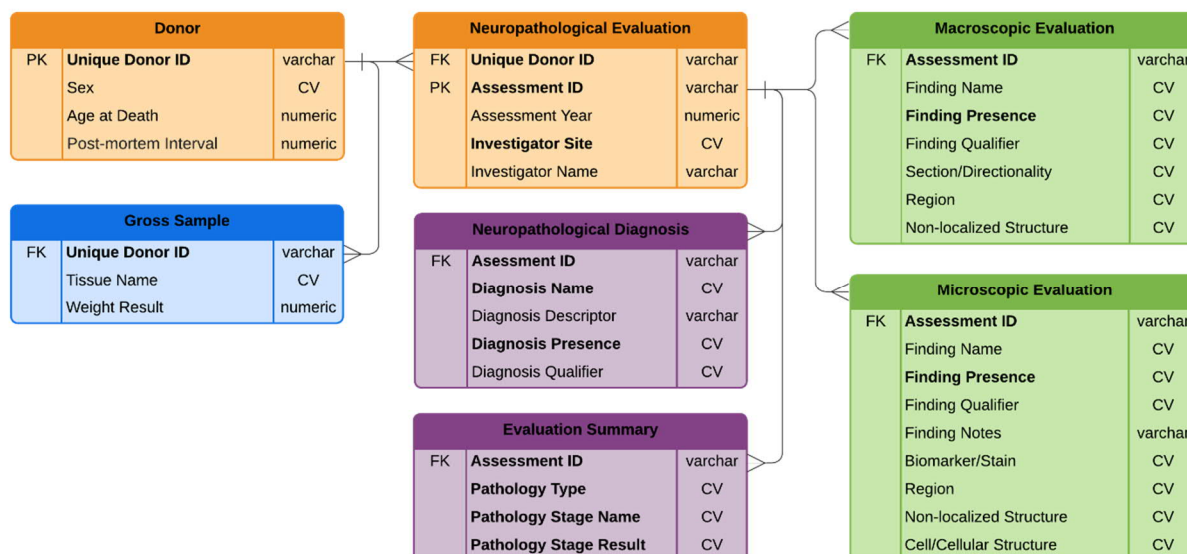 Donor
PK Unique Donor ID varchar
Sex CV
Age at Death numeric
Post-mortem Interval numeric
Gross Sample
FK Unique Donor ID varchar
Tissue Name CV
Weight Result numeric
Neuropathological Evaluation
FK Unique Donor ID varchar
PK Assessment ID varchar
Assessment Year numeric
Investigator Site CV
Investigator Name varchar
Neuropathological Diagnosis
FK Asessment ID varchar
Diagnosis Name CV
Diagnosis Descriptor varchar
Diagnosis Presence CV
Diagnosis Qualifier CV
Evaluation Summary
FK Assessment ID varchar
Pathology Type CV
Pathology Stage Name CV
Pathology Stage Result CV
Macroscopic Evaluation
FK Assessment ID varchar
Finding Name CV
Finding Presence CV
Finding Qualifier CV
Section/Directionality CV
Region CV
Non-localized Structure CV
Microscopic Evaluation
FK Assessment ID varchar
Finding Name CV
Finding Presence CV
Finding Qualifier CV
Finding Notes varchar
Biomarker/Stain CV
Region CV
Non-localized Structure CV
Cell/Cellular Structure CV